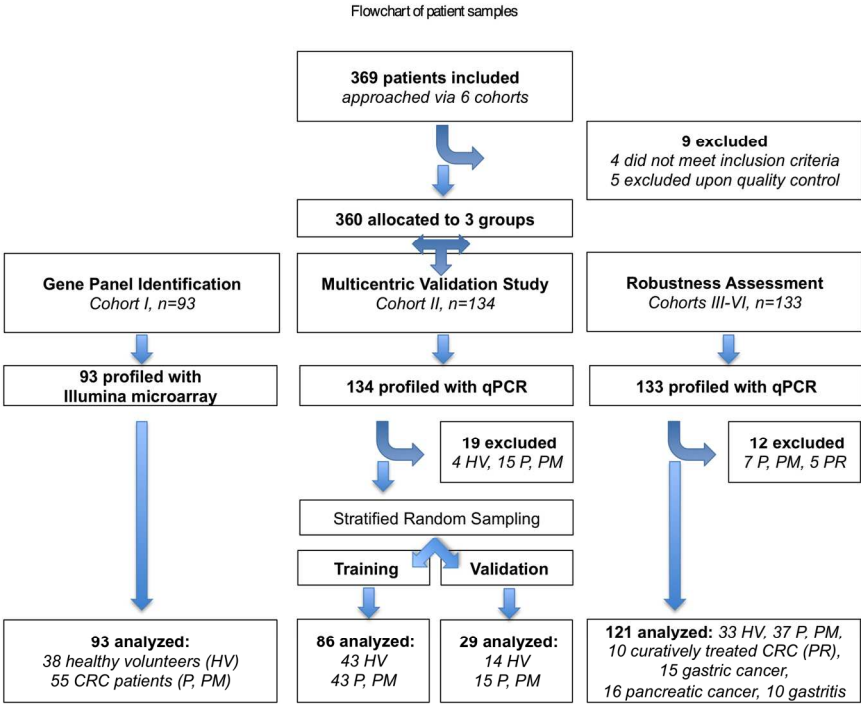 Flowchart of patient samples
369 patients included
approached via 6 cohorts
9 excluded
4 did not meet inclusion criteria
5 excluded upon quality control
360 allocated to 3 groups
Gene Panel Identification
Cohort I, n=93
Multicentric Validation Study
Cohort II, n=134
Robustness Assessment
Cohorts III-VI, n=133
93 profiled with
Illumina microarray
134 profiled with qPCR
133 profiled with qPCR
19 excluded
4 HV, 15 P, PM
12 excluded
7 P, PM, 5 PR
Stratified Random Sampling
Training
Validation
93 analyzed:
38 healthy volunteers (HV)
55 CRC patients (P, PM)
86 analyzed:
43 HV
43 P, PM
29 analyzed:
14 HV
15 P, PM
121 analyzed: 33 HV, 37 P, PM,
10 curatively treated CRC (PR),
15 gastric cancer,
16 pancreatic cancer, 10 gastritis